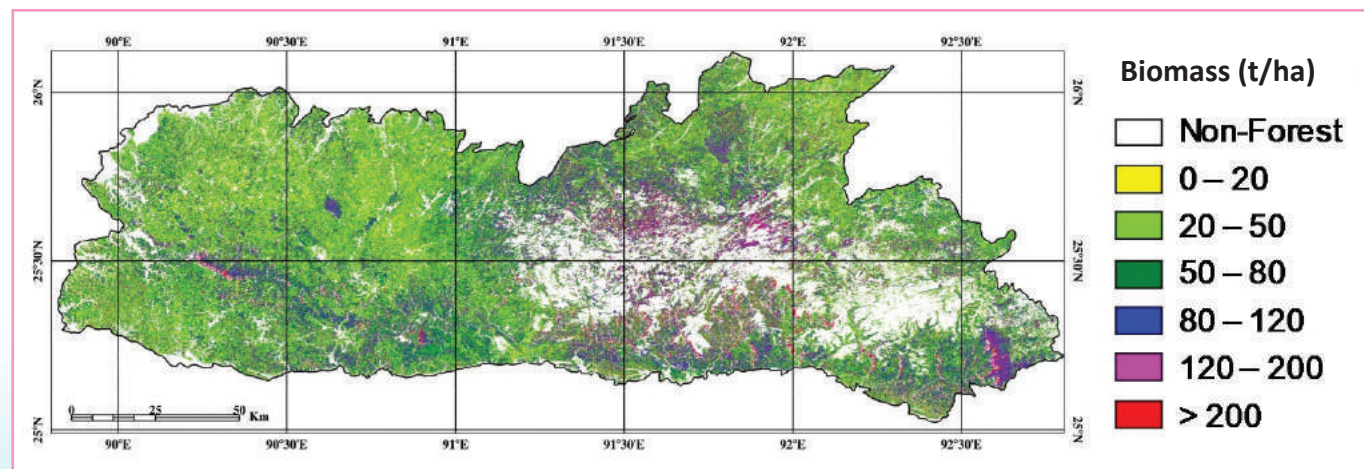 90°E 90°30'E 91°E 91°30'E 92°E 92°30'E
26°N 26°N
25°30'N 25°30'N
25°N 25°N
0 25 50
Km
90°E 90°30'E 91°E 91°30'E 92°E 92°30'E
Biomass (t/ha)
Non-Forest
0 – 20
20 – 50
50 – 80
80 – 120
120 – 200
> 200